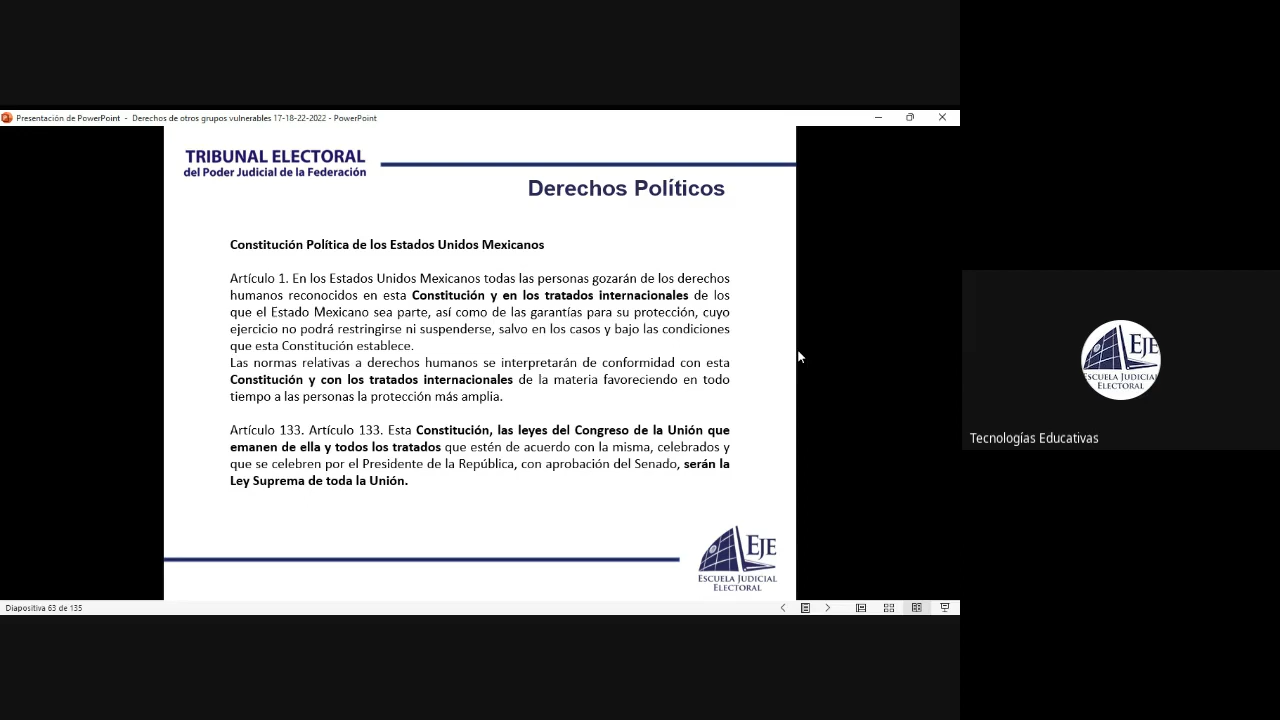 Presentación de PowerPoint - Derechos de otros grupos vulnerables 17-18-22-2022 - PowerPoint
TRIBUNAL ELECTORAL
del Poder Judicial de la Federación
Derechos Políticos
Constitución Política de los Estados Unidos Mexicanos
Artículo 1. En los Estados Unidos Mexicanos todas las personas gozarán de los derechos
humanos reconocidos en esta Constitución y en los tratados internacionales de los
que el Estado Mexicano sea parte, así como de las garantías para su protección, cuyo
ejercicio no podrá restringirse ni suspenderse, salvo en los casos y bajo las condiciones
que esta Constitución establece.
Las normas relativas a derechos humanos se interpretarán de conformidad con esta
Constitución y con los tratados internacionales de la materia favoreciendo en todo
tiempo a las personas la protección más amplia.
Artículo 133. Artículo 133. Esta Constitución, las leyes del Congreso de la Unión que
emanen de ella y todos los tratados que estén de acuerdo con la misma, celebrados y
que se celebren por el Presidente de la República, con aprobación del Senado, serán la
Ley Suprema de toda la Unión.
EJE
ESCUELA JUDICIAL
ELECTORAL
Diapositiva 63 de 135
EJE
ESCUELA JUDICIAL
ELECTORAL
Tecnologías Educativas